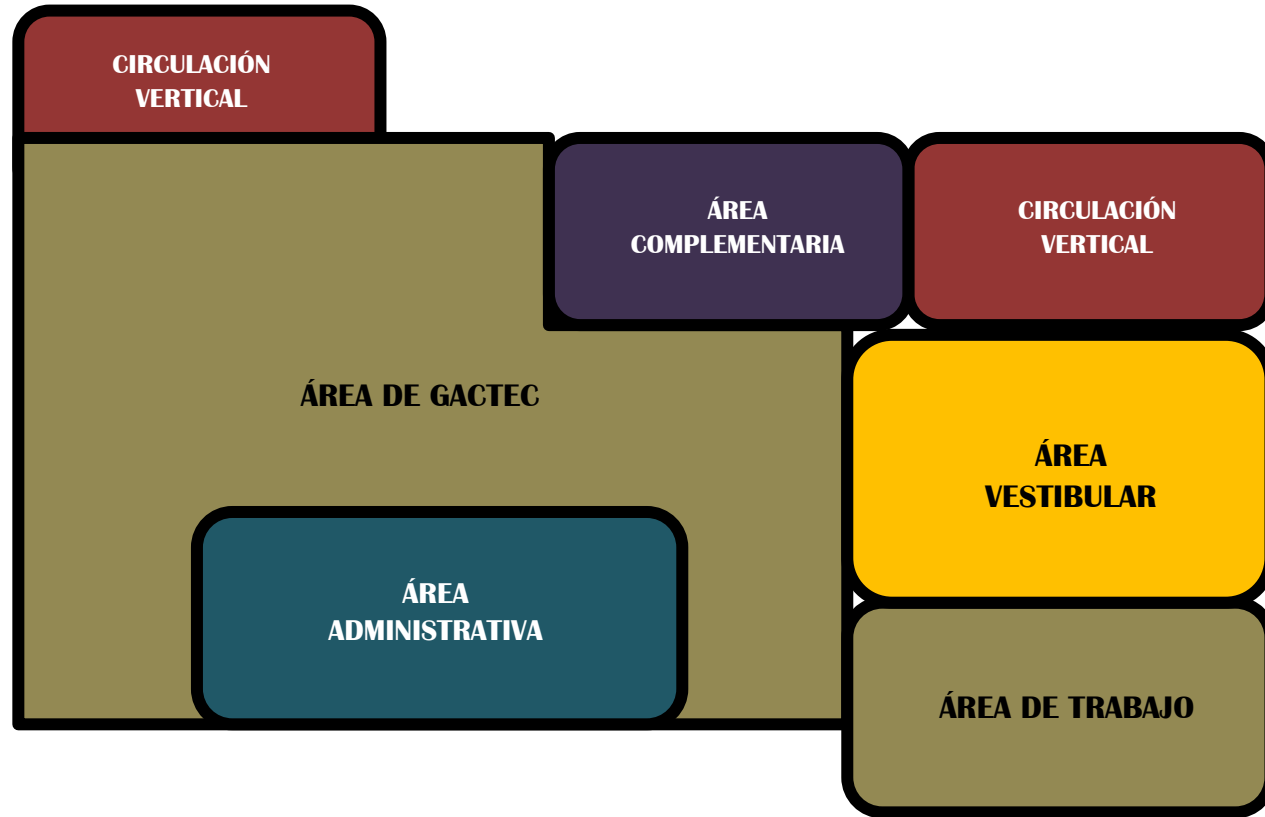 CIRCULACIÓN
VERTICAL
ÁREA
COMPLEMENTARIA
CIRCULACIÓN
VERTICAL
ÁREA DE GACTEC
ÁREA
VESTIBULAR
ÁREA
ADMINISTRATIVA
ÁREA DE TRABAJO